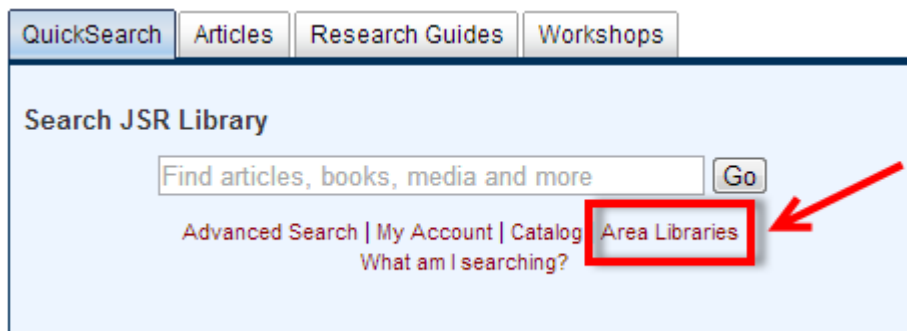 QuickSearch Articles Research Guides Workshops
Search JSR Library
Find articles, books, media and more Go
Advanced Search | My Account | Catalog Area Libraries
What am I searching?